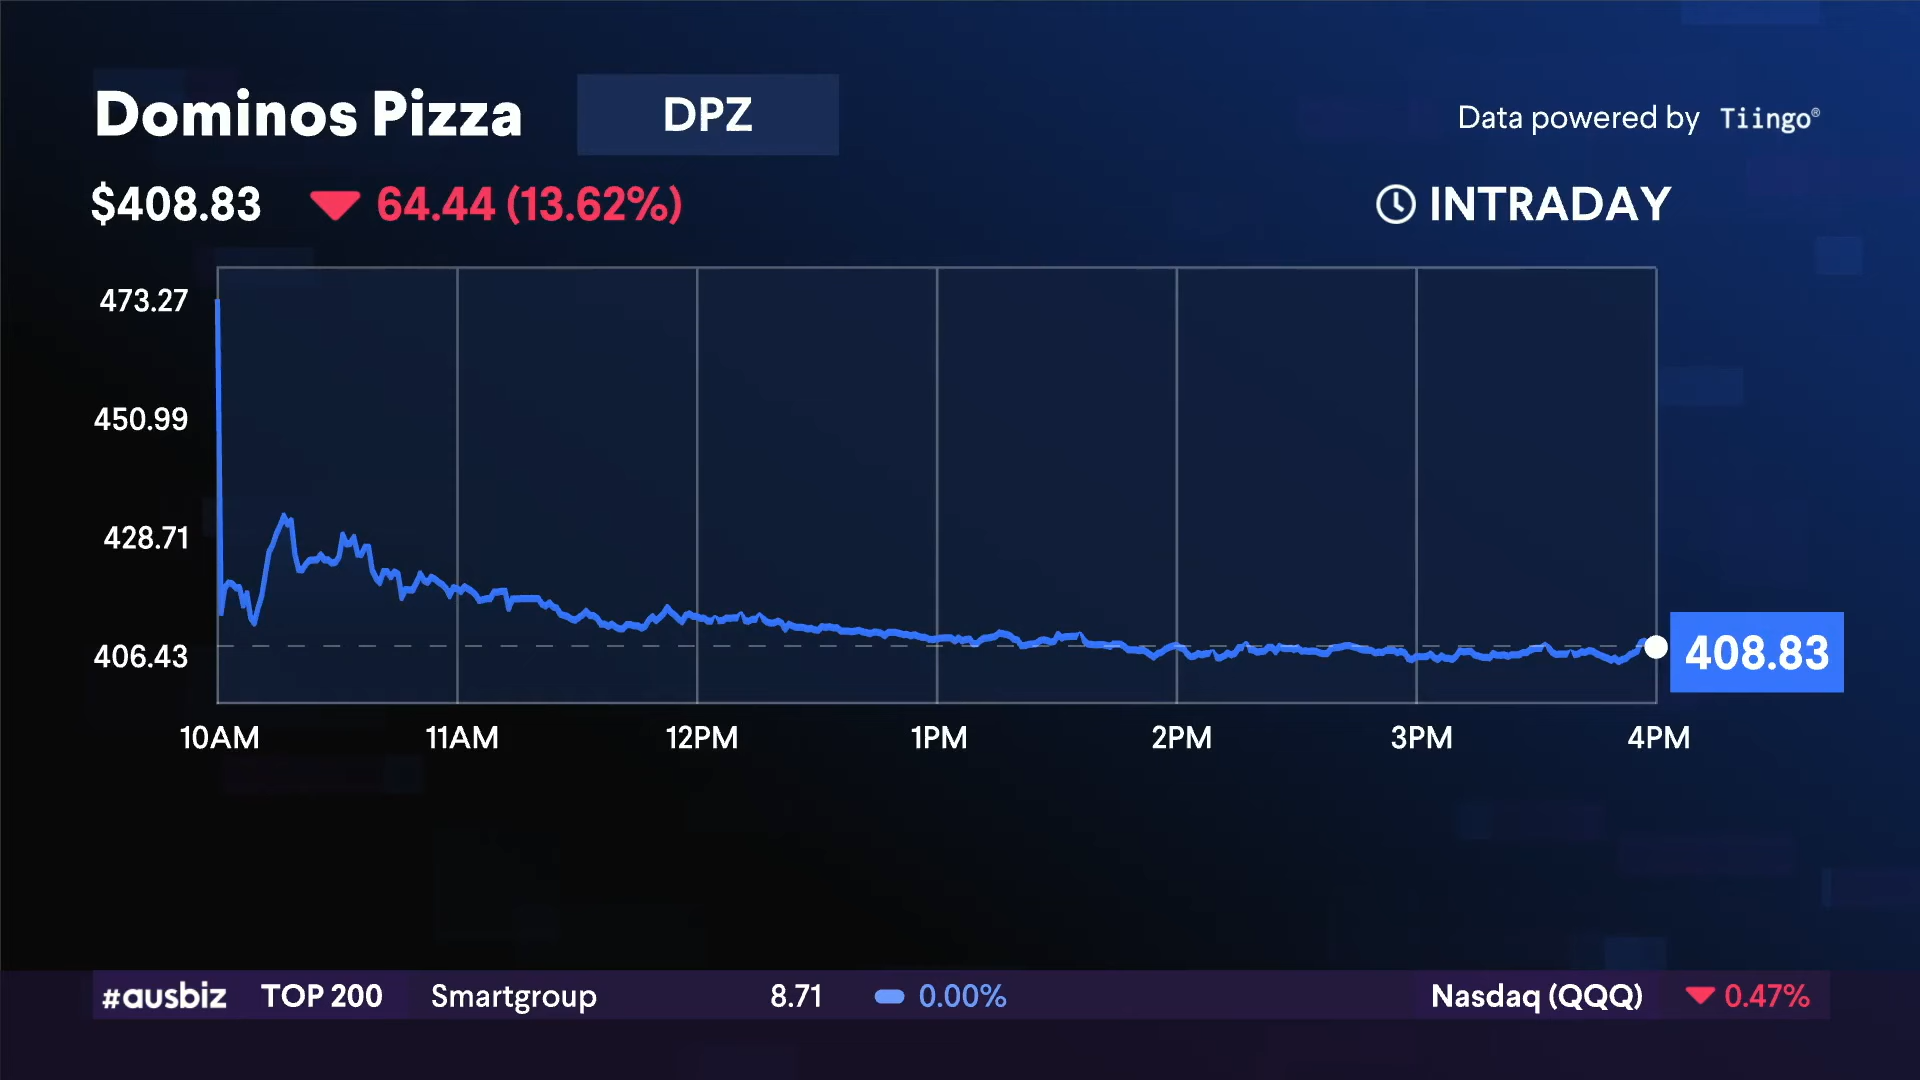 Dominos Pizza DPZ
Data powered by Tiingo®
$408.83 64.44 (13.62%)
INTRADAY
473.27
450.99
428.71
406.43
408.83
10AM 11AM 12PM 1PM 2PM 3PM 4PM
#ausbiz TOP 200 Smartgroup 8.71 0.00% Nasdaq (QQQ) 0.47%